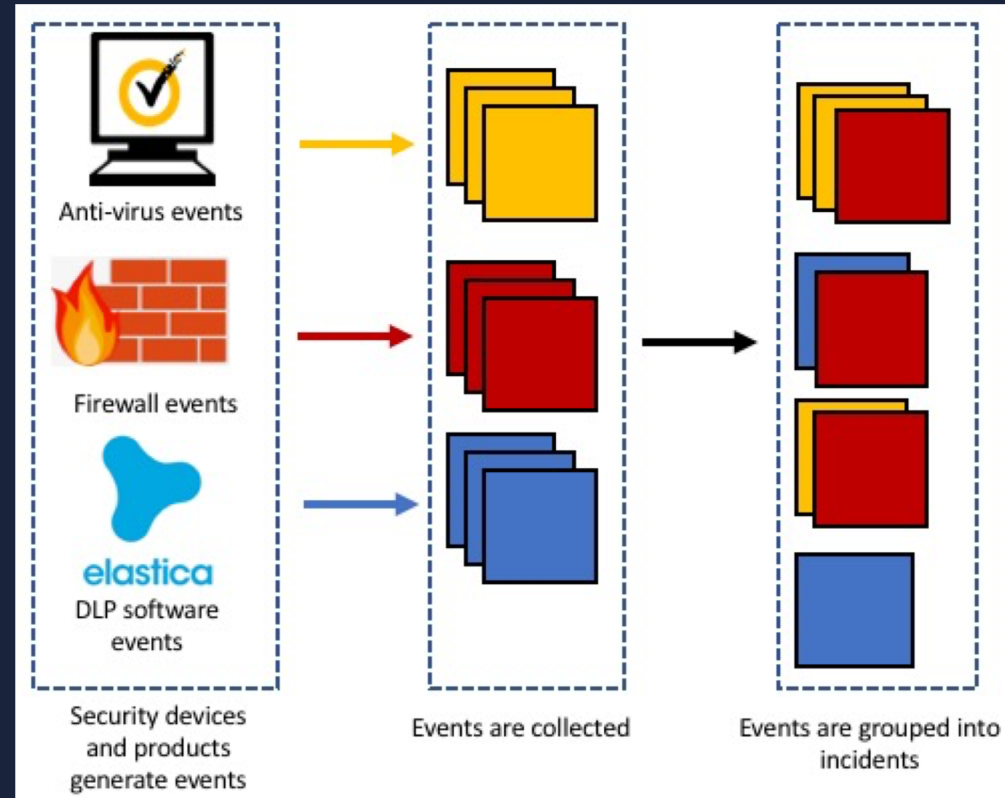 Anti-virus events
Firewall events
elastica
DLP software
events
Security devices
and products
generate events
Events are collected
Events are grouped into
incidents